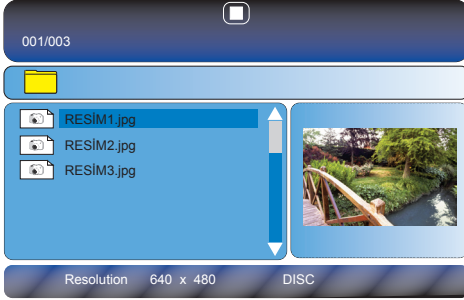 001/003
RESİM1.jpg
RESİM2.jpg
RESİM3.jpg
Resolution 640 x 480 DISC